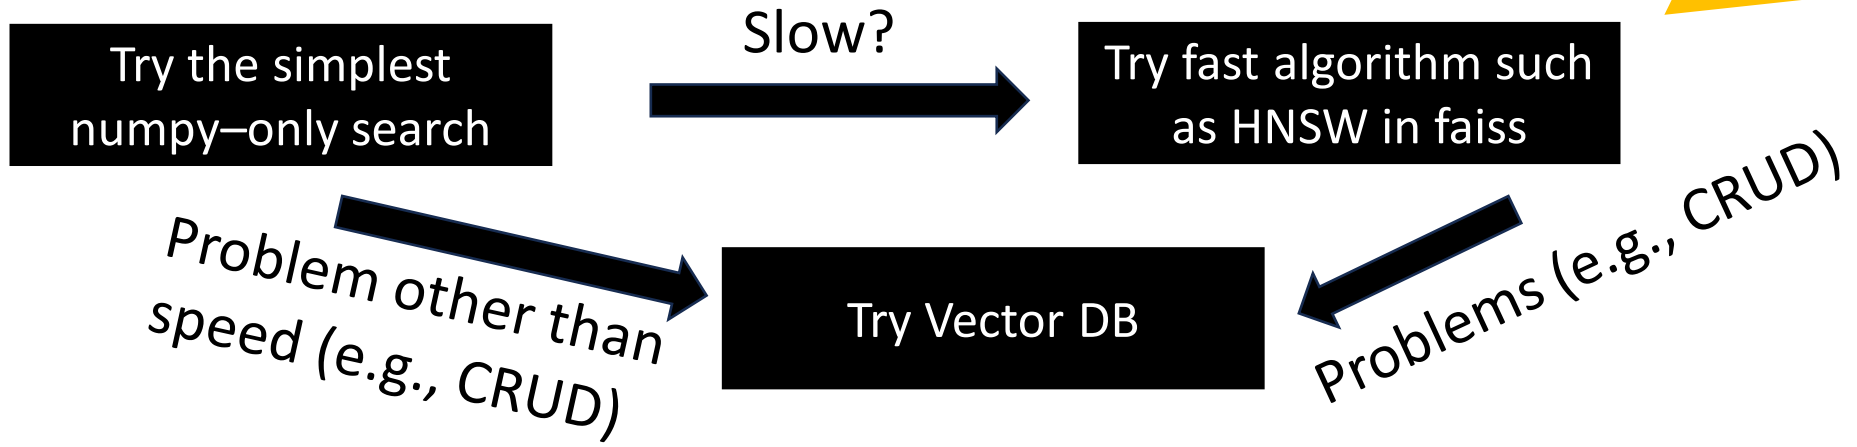 Try the simplest
numpy–only search
Slow?
Try fast algorithm such
as HNSW in faiss
Problem other than
speed (e.g., CRUD)
Try Vector DB
Problems (e.g., CRUD)